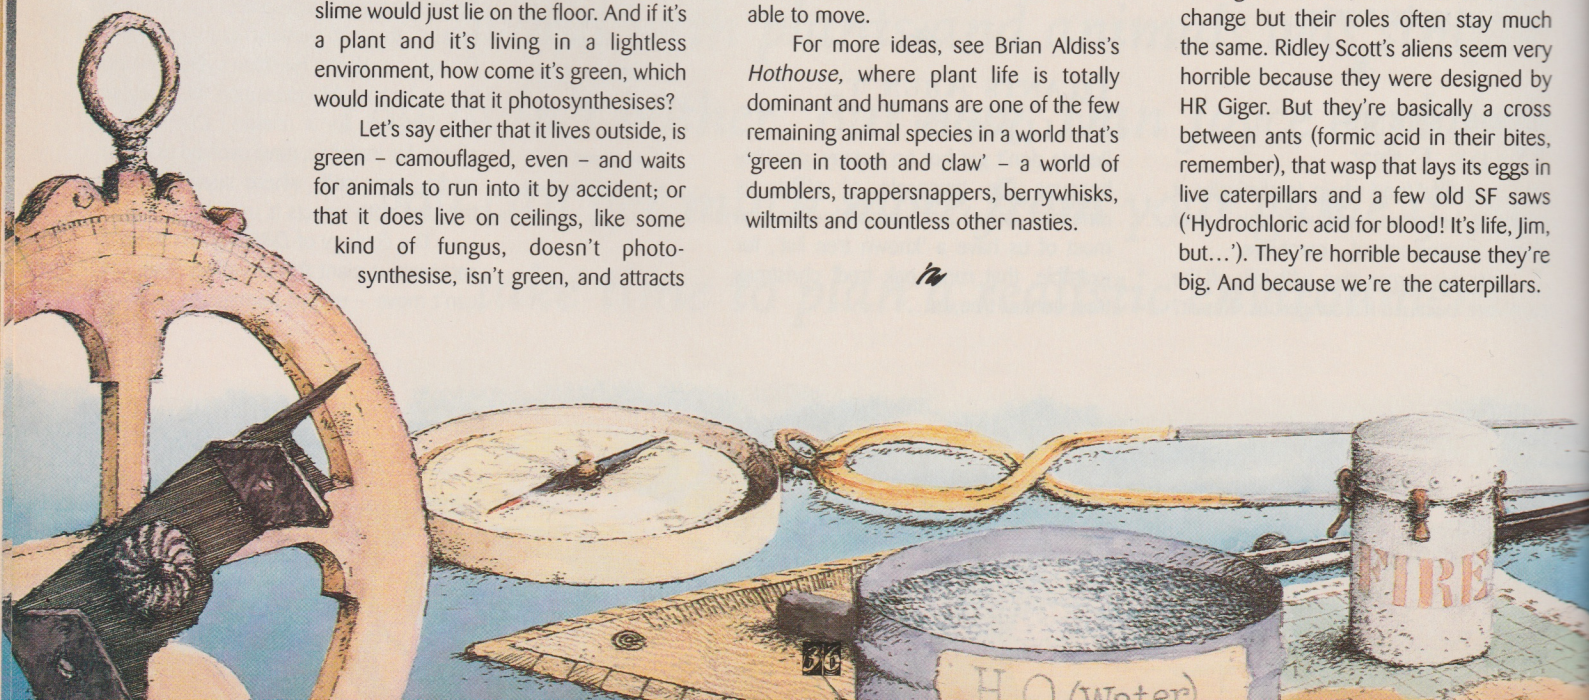 slime would just lie on the floor. And if it's
a plant and it's living in a lightless
environment, how come it's green, which
would indicate that it photosynthesises?
Let's say either that it lives outside, is
green – camouflaged, even – and waits
for animals to run into it by accident; or
that it does live on ceilings, like some
kind of fungus, doesn't photo-
synthesise, isn't green, and attracts
able to move.
For more ideas, see Brian Aldiss's
Hothouse, where plant life is totally
dominant and humans are one of the few
remaining animal species in a world that's
'green in tooth and claw' – a world of
dumblers, trappersnappers, berrywhisks,
wiltmilts and countless other nasties.
change but their roles often stay much
the same. Ridley Scott's aliens seem very
horrible because they were designed by
HR Giger. But they're basically a cross
between ants (formic acid in their bites,
remember), that wasp that lays its eggs in
live caterpillars and a few old SF saws
('Hydrochloric acid for blood! It's life, Jim,
but...'). They're horrible because they're
big. And because we're the caterpillars.
FIRE
H O (Water)
36